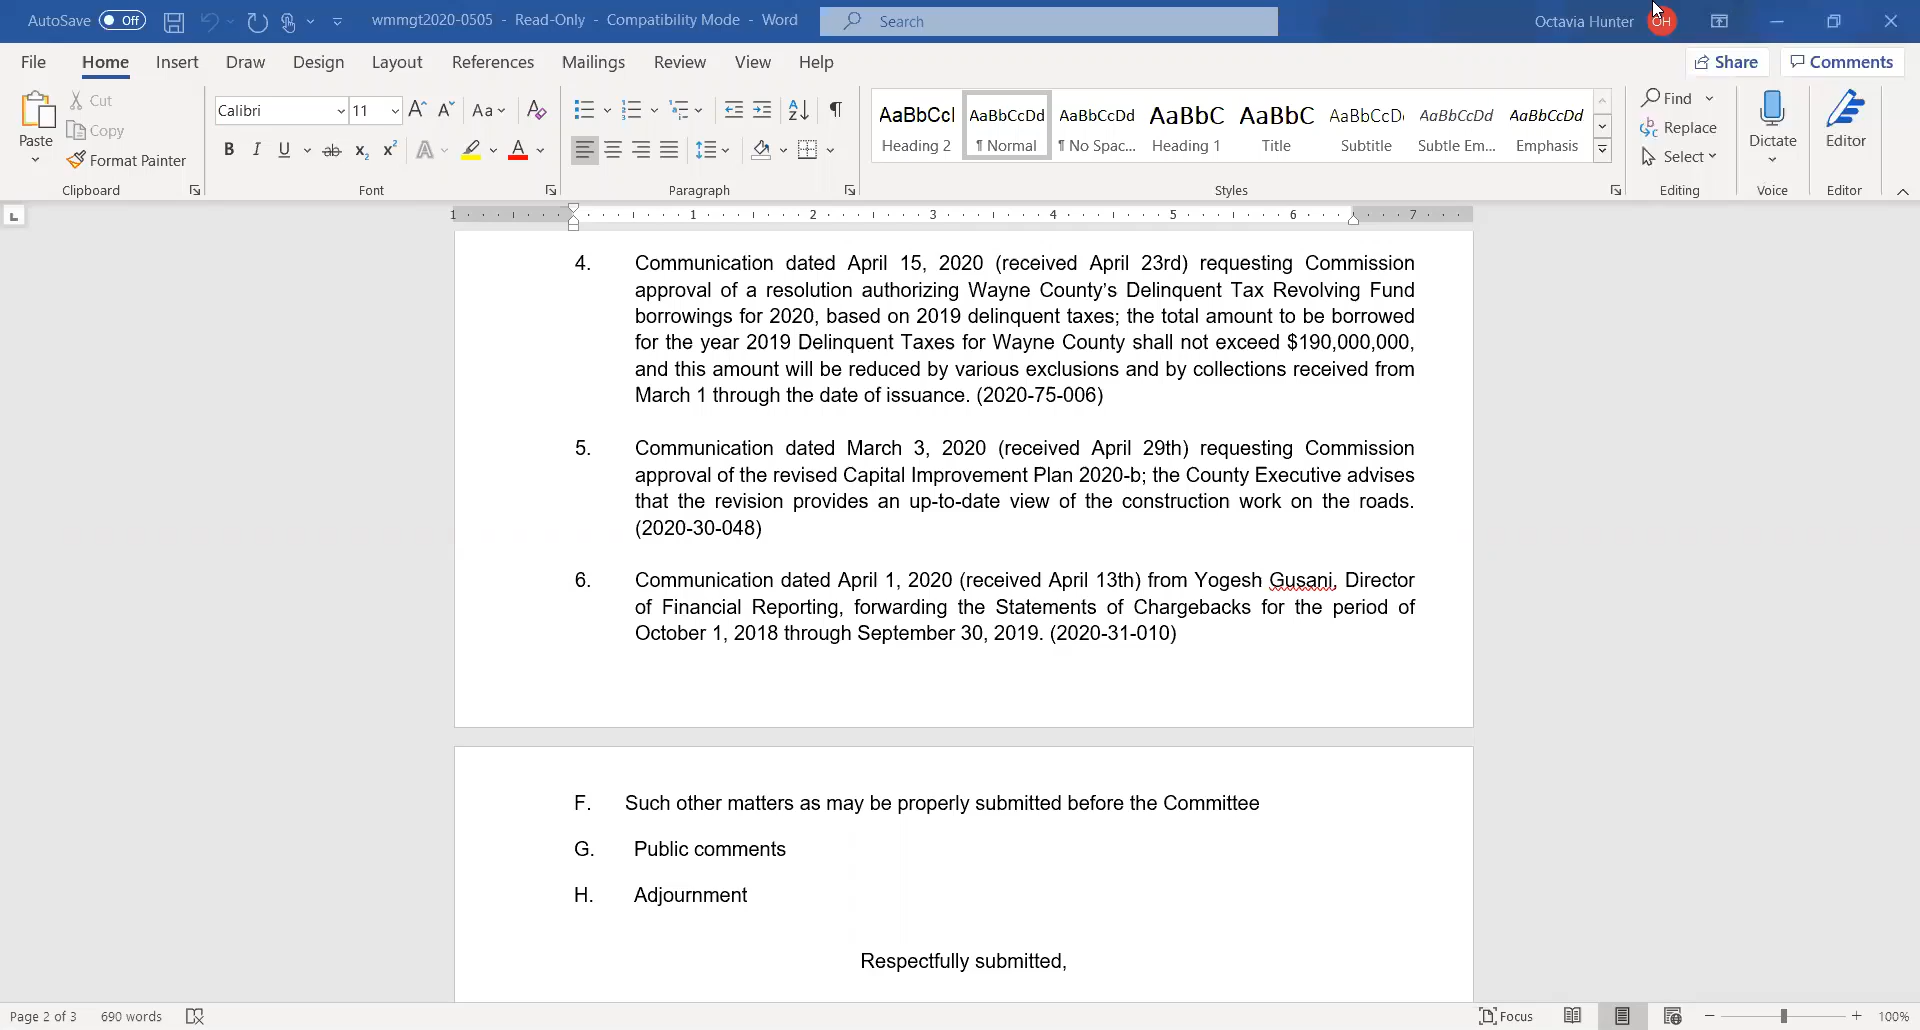 AutoSave Off wmmgt2020-0505 - Read-Only - Compatibility Mode - Word Search Octavia Hunter OH
File Home Insert Draw Design Layout References Mailings Review View Help Share Comments
Paste Cut Copy Format Painter Clipboard
Calibri 11 Aa B I U ab x₂ x² A A Font
Paragraph
AaBbCcI AaBbCcDd AaBbCcDd AaBbC AaBbC AaBbCcD AaBbCcDd AaBbCcDd
Heading 2 ¶ Normal ¶ No Spac... Heading 1 Title Subtitle Subtle Em... Emphasis
Styles
Find Replace Select Editing
Dictate Voice
Editor Editor
1 1 2 3 4 5 6 7
4. Communication dated April 15, 2020 (received April 23rd) requesting Commission
approval of a resolution authorizing Wayne County's Delinquent Tax Revolving Fund
borrowings for 2020, based on 2019 delinquent taxes; the total amount to be borrowed
for the year 2019 Delinquent Taxes for Wayne County shall not exceed $190,000,000,
and this amount will be reduced by various exclusions and by collections received from
March 1 through the date of issuance. (2020-75-006)
5. Communication dated March 3, 2020 (received April 29th) requesting Commission
approval of the revised Capital Improvement Plan 2020-b; the County Executive advises
that the revision provides an up-to-date view of the construction work on the roads.
(2020-30-048)
6. Communication dated April 1, 2020 (received April 13th) from Yogesh Gusani, Director
of Financial Reporting, forwarding the Statements of Chargebacks for the period of
October 1, 2018 through September 30, 2019. (2020-31-010)
F. Such other matters as may be properly submitted before the Committee
G. Public comments
H. Adjournment
Respectfully submitted,
Page 2 of 3 690 words Focus 100%